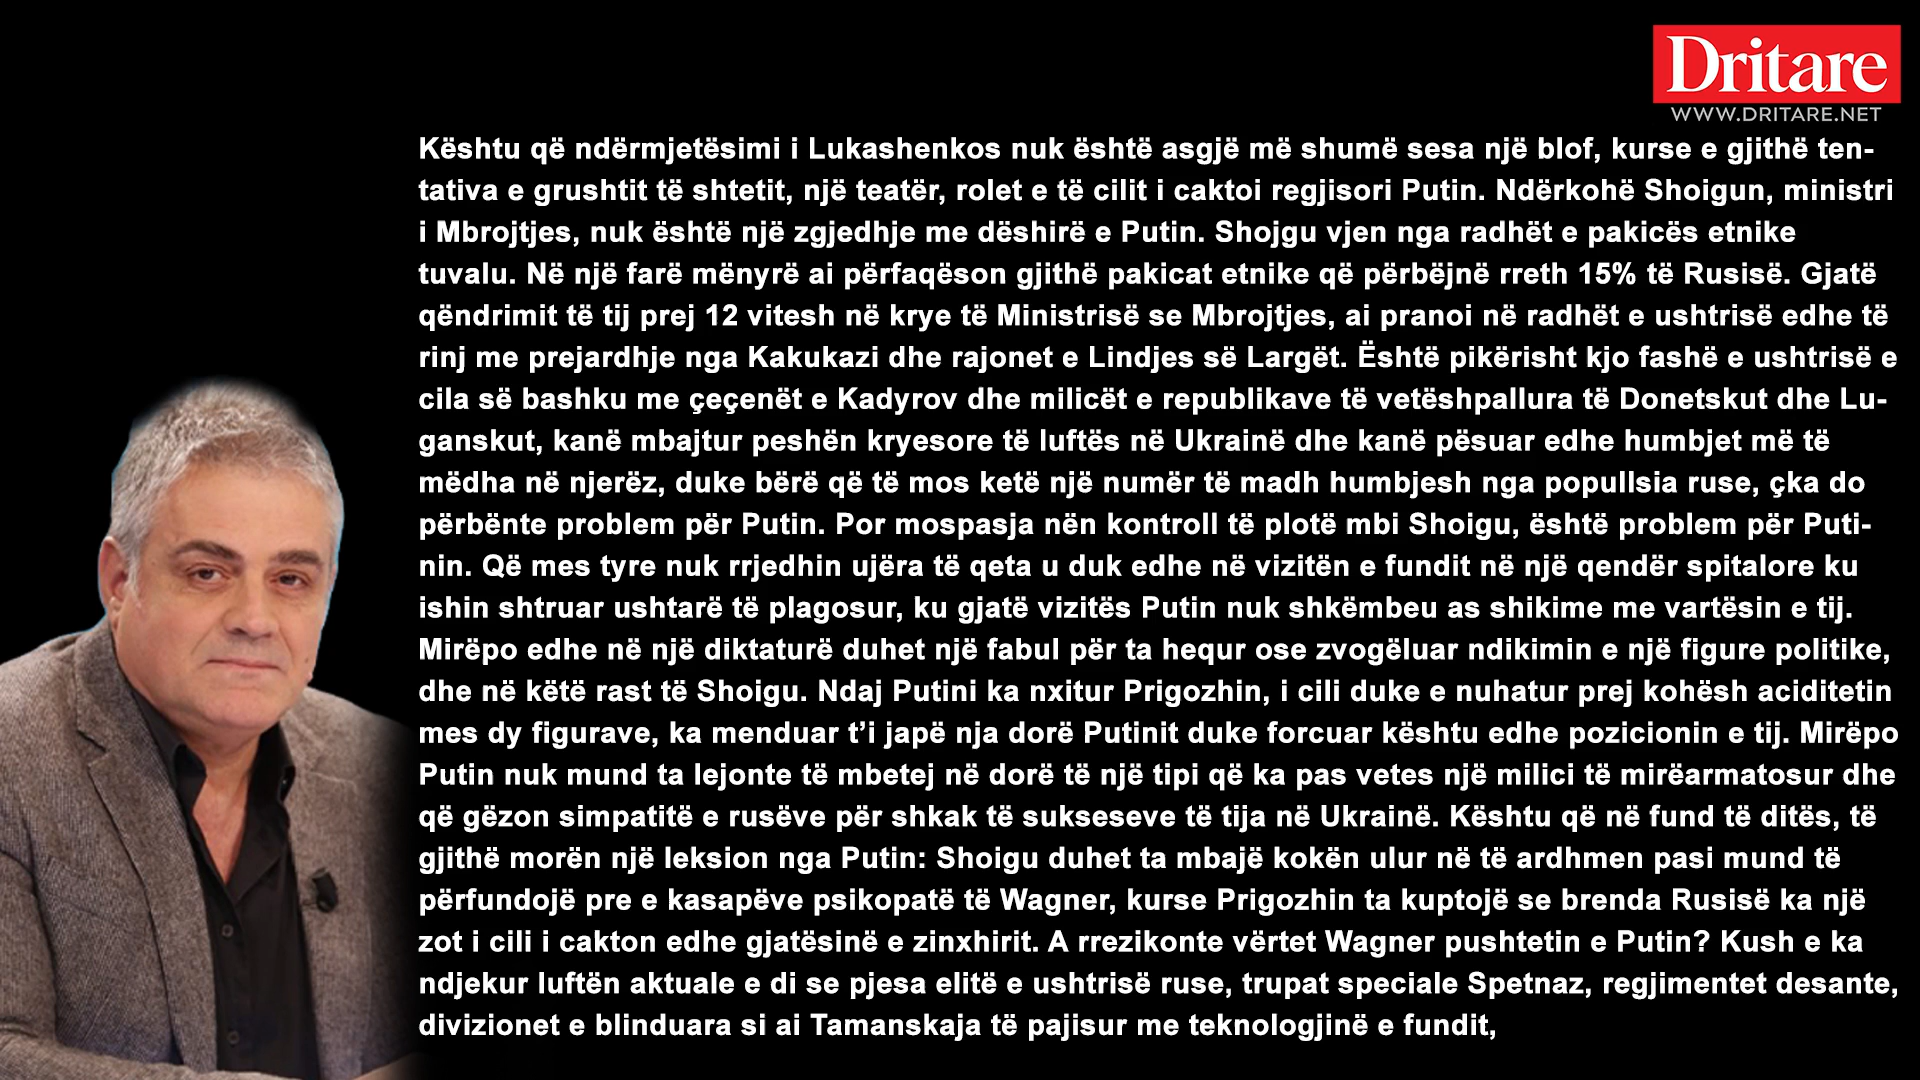 Dritare
WWW.DRITARE.NET
Kështu që ndërmjetësimi i Lukashenkos nuk është asgjë më shumë sesa një blof, kurse e gjithë ten-
tativa e grushtit të shtetit, një teatër, rolet e të cilit i caktoi regjisori Putin. Ndërkohë Shoigun, ministri
i Mbrojtjes, nuk është një zgjedhje me dëshirë e Putin. Shojgu vjen nga radhët e pakicës etnike
tuvalu. Në një farë mënyrë ai përfaqëson gjithë pakicat etnike që përbëjnë rreth 15% të Rusisë. Gjatë
qëndrimit të tij prej 12 vitesh në krye të Ministrisë se Mbrojtjes, ai pranoi në radhët e ushtrisë edhe të
rinj me prejardhje nga Kakukazi dhe rajonet e Lindjes së Largët. Është pikërisht kjo fashë e ushtrisë e
cila së bashku me çeçenët e Kadyrov dhe milicët e republikave të vetëshpallura të Donetskut dhe Lu-
ganskut, kanë mbajtur peshën kryesore të luftës në Ukrainë dhe kanë pësuar edhe humbjet më të
mëdha në njerëz, duke bërë që të mos ketë një numër të madh humbjesh nga popullsia ruse, çka do
përbënte problem për Putin. Por mospasja nën kontroll të plotë mbi Shoigu, është problem për Puti-
nin. Që mes tyre nuk rrjedhin ujëra të qeta u duk edhe në vizitën e fundit në një qendër spitalore ku
ishin shtruar ushtarë të plagosur, ku gjatë vizitës Putin nuk shkëmbeu as shikime me vartësin e tij.
Mirëpo edhe në një diktaturë duhet një fabul për ta hequr ose zvogëluar ndikimin e një figure politike,
dhe në këtë rast të Shoigu. Ndaj Putini ka nxitur Prigozhin, i cili duke e nuhatur prej kohësh aciditetin
mes dy figurave, ka menduar t’i japë nja dorë Putinit duke forcuar kështu edhe pozicionin e tij. Mirëpo
Putin nuk mund ta lejonte të mbetej në dorë të një tipi që ka pas vetes një milici të mirëarmatosur dhe
që gëzon simpatitë e rusëve për shkak të sukseseve të tija në Ukrainë. Kështu që në fund të ditës, të
gjithë morën një leksion nga Putin: Shoigu duhet ta mbajë kokën ulur në të ardhmen pasi mund të
përfundojë pre e kasapëve psikopatë të Wagner, kurse Prigozhin ta kuptojë se brenda Rusisë ka një
zot i cili i cakton edhe gjatësinë e zinxhirit. A rrezikonte vërtet Wagner pushtetin e Putin? Kush e ka
ndjekur luftën aktuale e di se pjesa elitë e ushtrisë ruse, trupat speciale Spetnaz, regjimentet desante,
divizionet e blinduara si ai Tamanskaja të pajisur me teknologjinë e fundit,